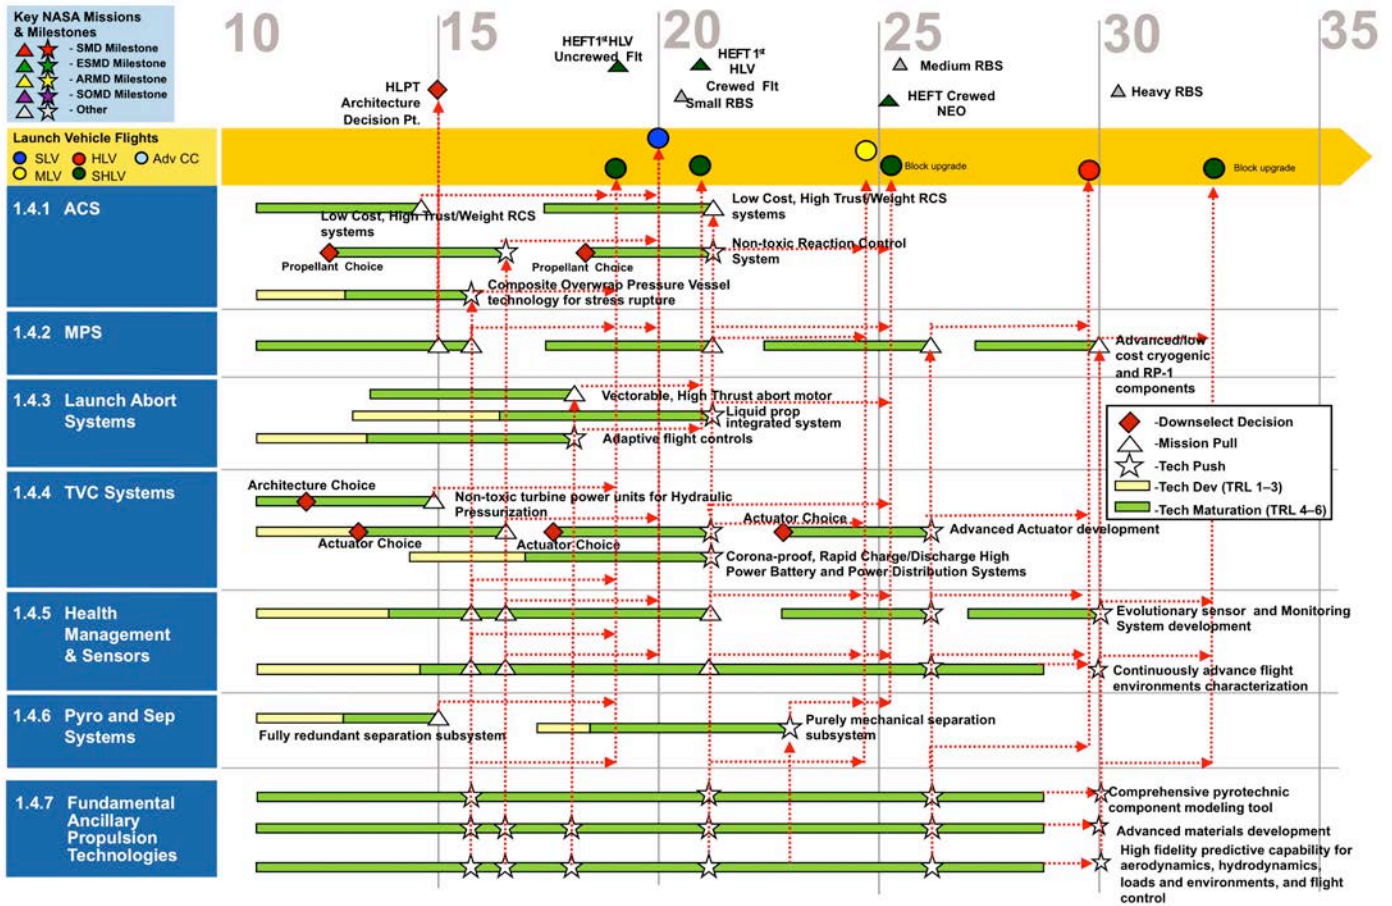 Key NASA Missions
& Milestones
- SMD Milestone
- ESMD Milestone
- ARMD Milestone
- SOMD Milestone
- Other
10
15
20
25
30
35
HLPT
Architecture
Decision Pt.
HEFT1st HLV
Uncrewed Flt
HEFT 1st
HLV
Crewed Flt
Small RBS
Medium RBS
HEFT Crewed
NEO
Heavy RBS
Launch Vehicle Flights
SLV
HLV
Adv CC
MLV
SHLV
Block upgrade
Block upgrade
1.4.1 ACS
Low Cost, High Trust/Weight RCS
systems
Low Cost, High Trust/Weight RCS
systems
Propellant Choice
Propellant Choice
Non-toxic Reaction Control
System
Composite Overwrap Pressure Vessel
technology for stress rupture
1.4.2 MPS
Advanced/low
cost cryogenic
and RP-1
components
1.4.3 Launch Abort
Systems
Vectorable, High Thrust abort motor
Liquid prop
integrated system
Adaptive flight controls
-Downselect Decision
-Mission Pull
-Tech Push
-Tech Dev (TRL 1–3)
-Tech Maturation (TRL 4–6)
1.4.4 TVC Systems
Architecture Choice
Non-toxic turbine power units for Hydraulic
Pressurization
Actuator Choice
Actuator Choice
Actuator Choice
Advanced Actuator development
Corona-proof, Rapid Charge/Discharge High
Power Battery and Power Distribution Systems
1.4.5 Health
Management
& Sensors
Evolutionary sensor and Monitoring
System development
Continuously advance flight
environments characterization
1.4.6 Pyro and Sep
Systems
Fully redundant separation subsystem
Purely mechanical separation
subsystem
1.4.7 Fundamental
Ancillary
Propulsion
Technologies
Comprehensive pyrotechnic
component modeling tool
Advanced materials development
High fidelity predictive capability for
aerodynamics, hydrodynamics,
loads and environments, and flight
control